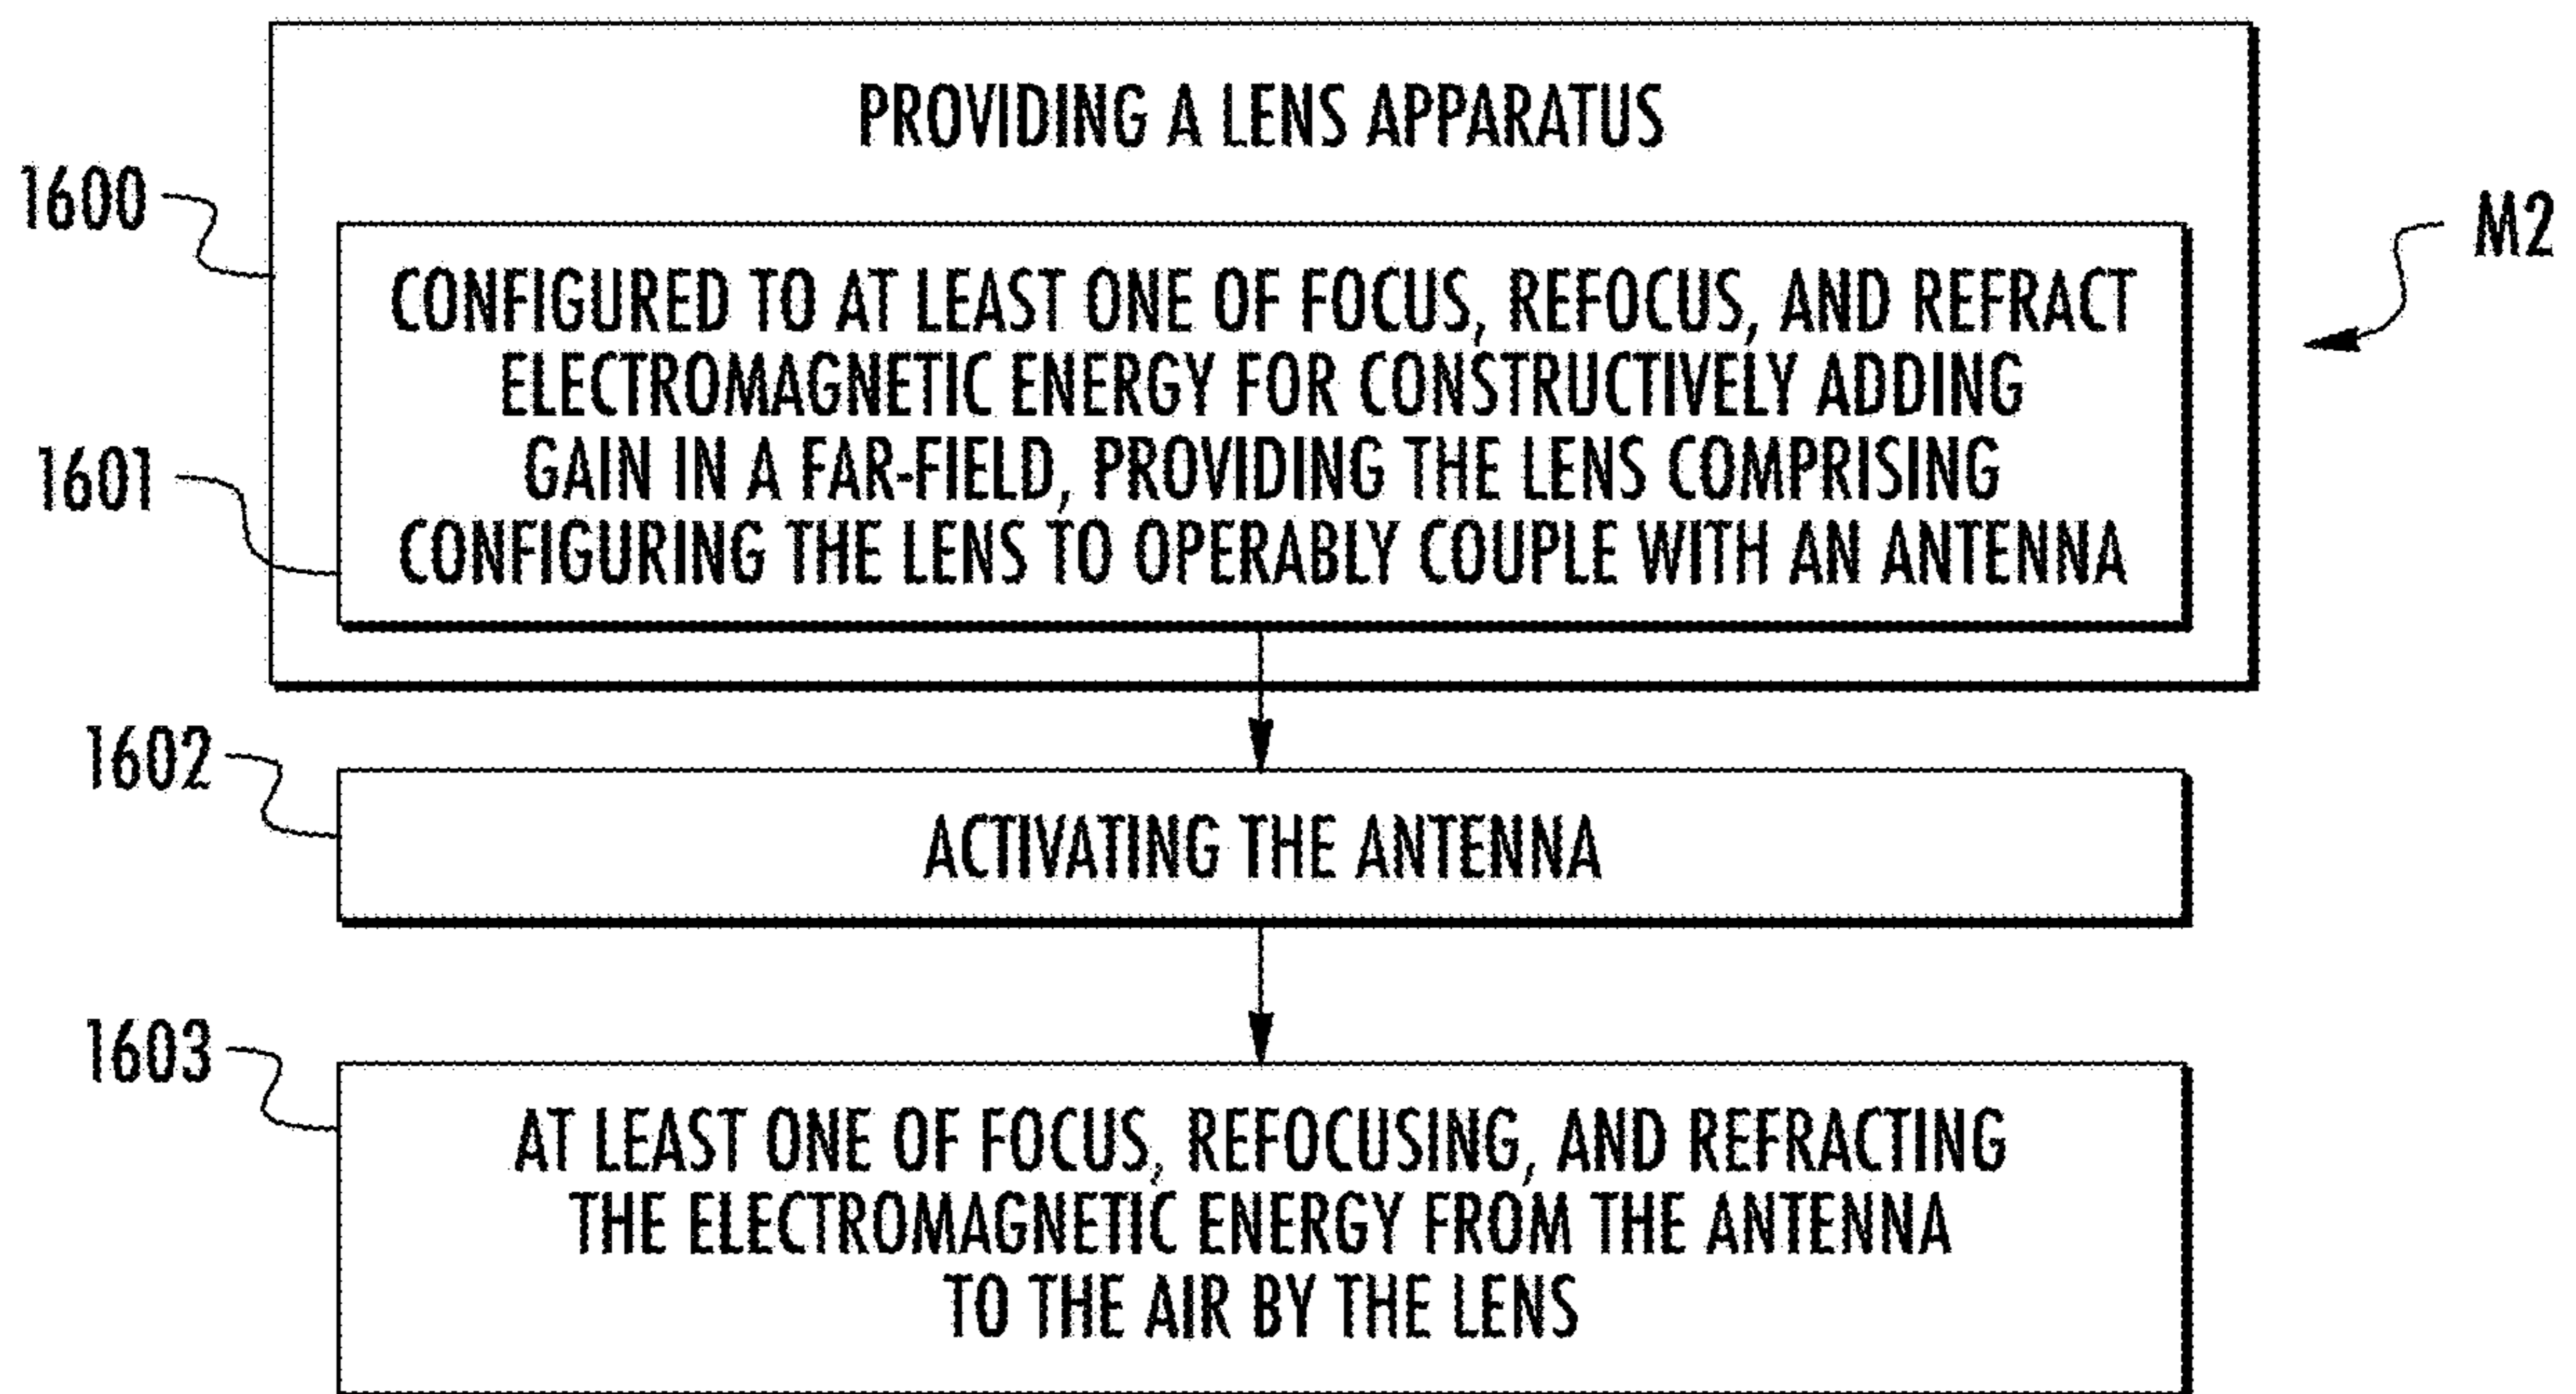 PROVIDING A LENS APPARATUS
1600
M2
CONFIGURED TO AT LEAST ONE OF FOCUS, REFOCUS, AND REFRACT
ELECTROMAGNETIC ENERGY FOR CONSTRUCTIVELY ADDING
GAIN IN A FAR-FIELD, PROVIDING THE LENS COMPRISING
CONFIGURING THE LENS TO OPERABLY COUPLE WITH AN ANTENNA
1601
1602
ACTIVATING THE ANTENNA
1603
AT LEAST ONE OF FOCUS, REFOCUSING, AND REFRACTING
THE ELECTROMAGNETIC ENERGY FROM THE ANTENNA
TO THE AIR BY THE LENS